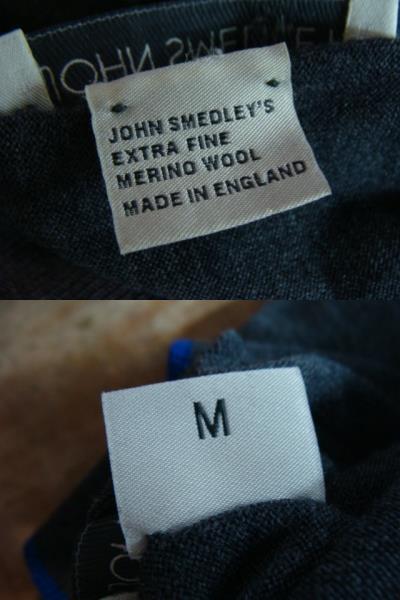 JOHN SMEDLEY'S
EXTRA FINE
MERINO WOOL
MADE IN ENGLAND
M